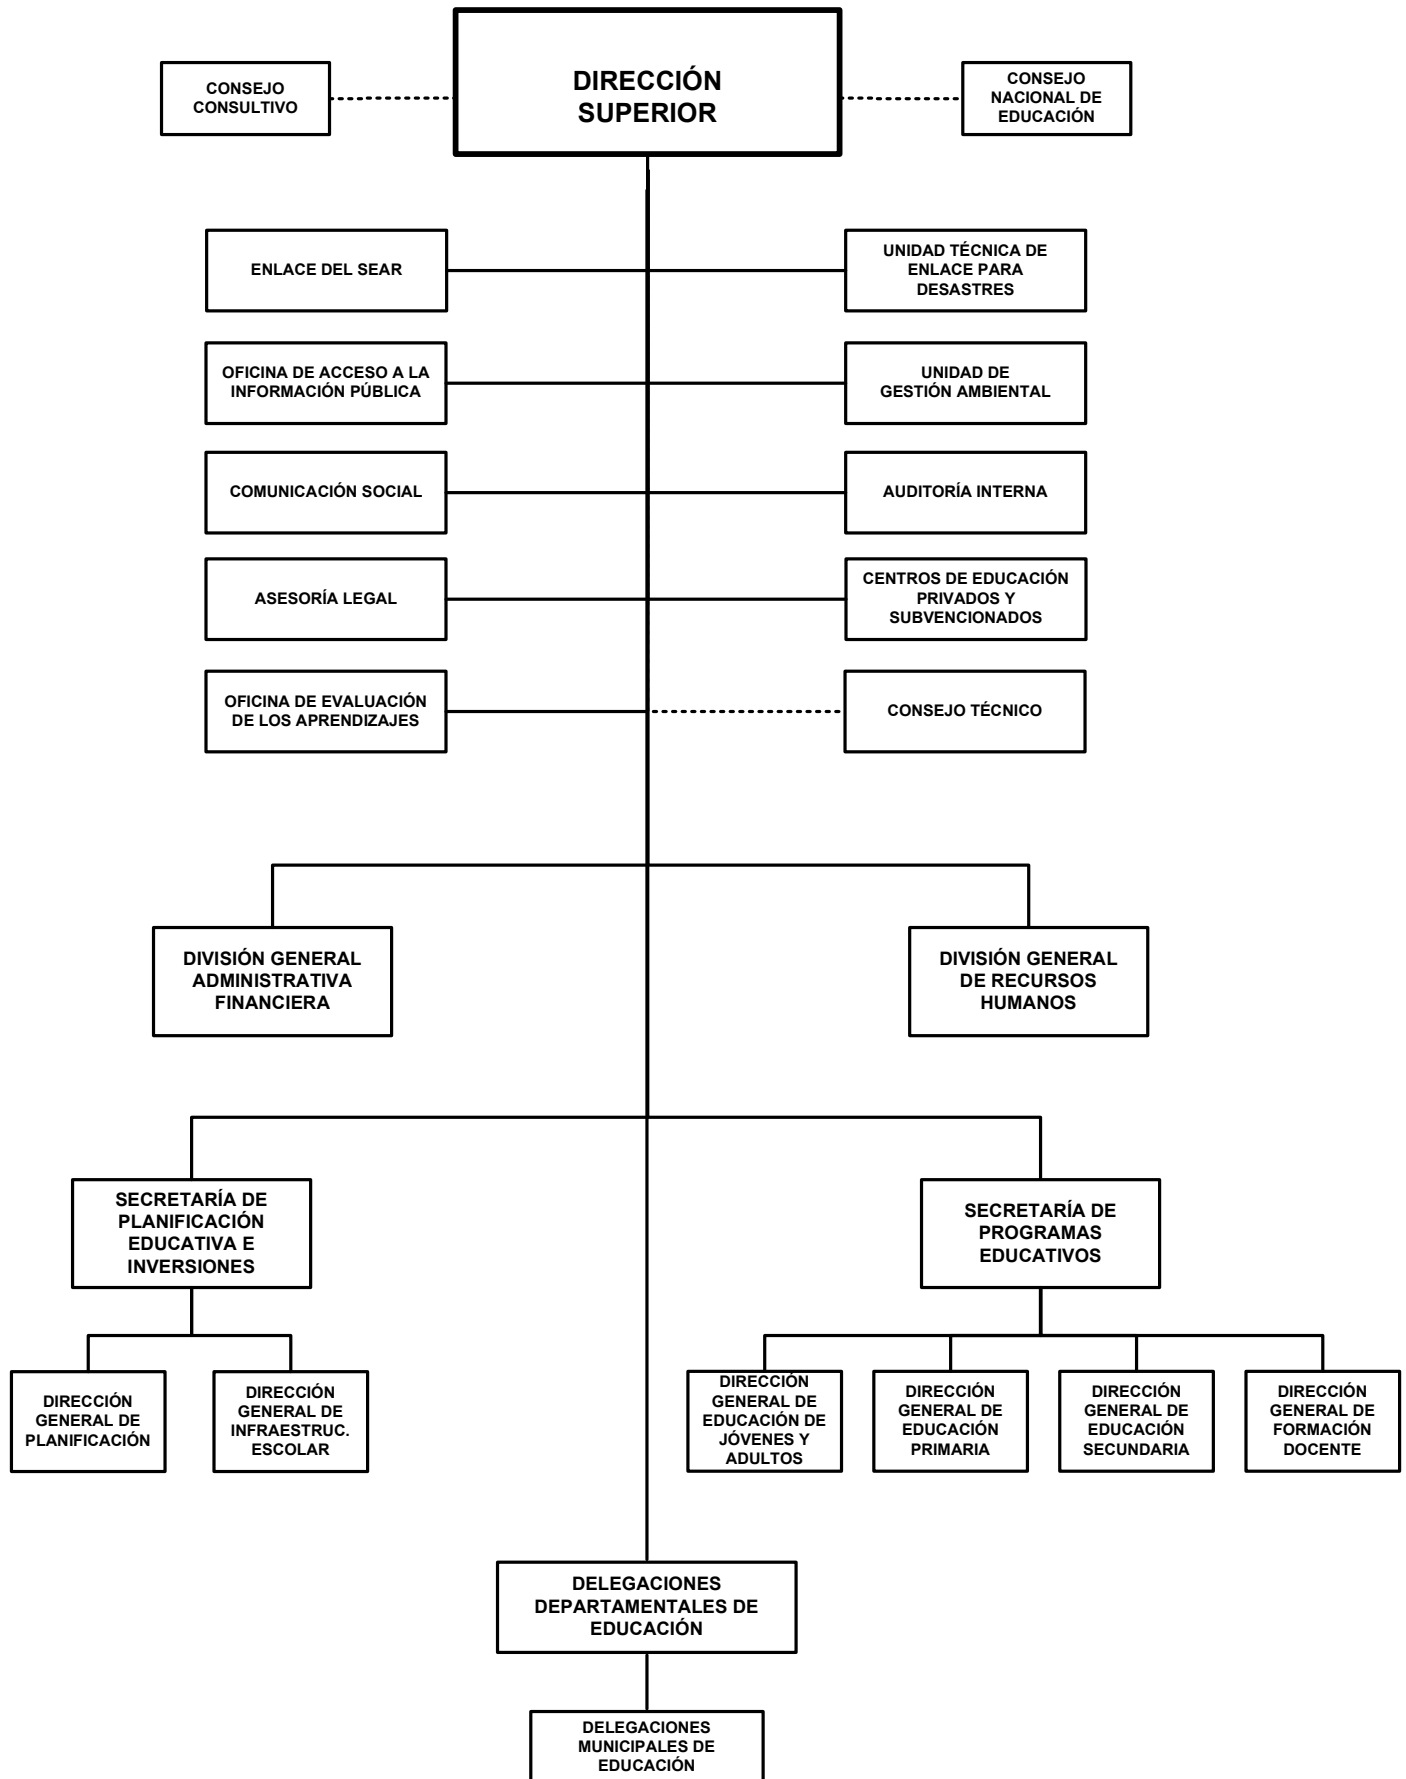 CONSEJO
CONSULTIVO
DIRECCIÓN
SUPERIOR
CONSEJO
NACIONAL DE
EDUCACIÓN
ENLACE DEL SEAR
UNIDAD TÉCNICA DE
ENLACE PARA
DESASTRES
OFICINA DE ACCESO A LA
INFORMACIÓN PÚBLICA
UNIDAD DE
GESTIÓN AMBIENTAL
COMUNICACIÓN SOCIAL
AUDITORÍA INTERNA
ASESORÍA LEGAL
CENTROS DE EDUCACIÓN
PRIVADOS Y
SUBVENCIONADOS
OFICINA DE EVALUACIÓN
DE LOS APRENDIZAJES
CONSEJO TÉCNICO
DIVISIÓN GENERAL
ADMINISTRATIVA
FINANCIERA
DIVISIÓN GENERAL
DE RECURSOS
HUMANOS
SECRETARÍA DE
PLANIFICACIÓN
EDUCATIVA E
INVERSIONES
SECRETARÍA DE
PROGRAMAS
EDUCATIVOS
DIRECCIÓN
GENERAL DE
PLANIFICACIÓN
DIRECCIÓN
GENERAL DE
INFRAESTRUC.
ESCOLAR
DIRECCIÓN
GENERAL DE
EDUCACIÓN DE
JÓVENES Y
ADULTOS
DIRECCIÓN
GENERAL DE
EDUCACIÓN
PRIMARIA
DIRECCIÓN
GENERAL DE
EDUCACIÓN
SECUNDARIA
DIRECCIÓN
GENERAL DE
FORMACIÓN
DOCENTE
DELEGACIONES
DEPARTAMENTALES DE
EDUCACIÓN
DELEGACIONES
MUNICIPALES DE
EDUCACIÓN